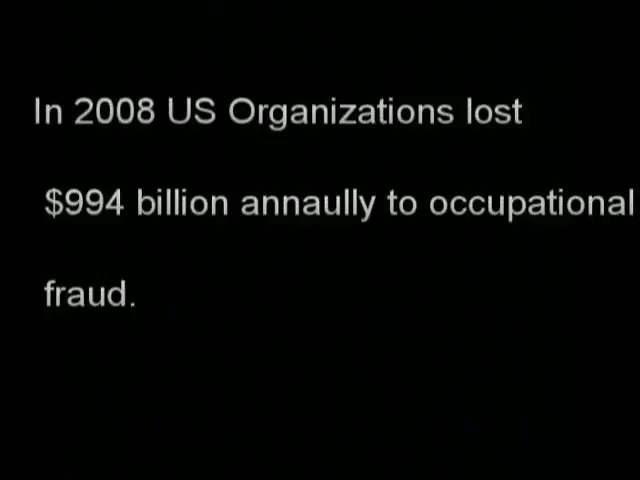 In 2008 US Organizations lost
$994 billion annaully to occupational
fraud.